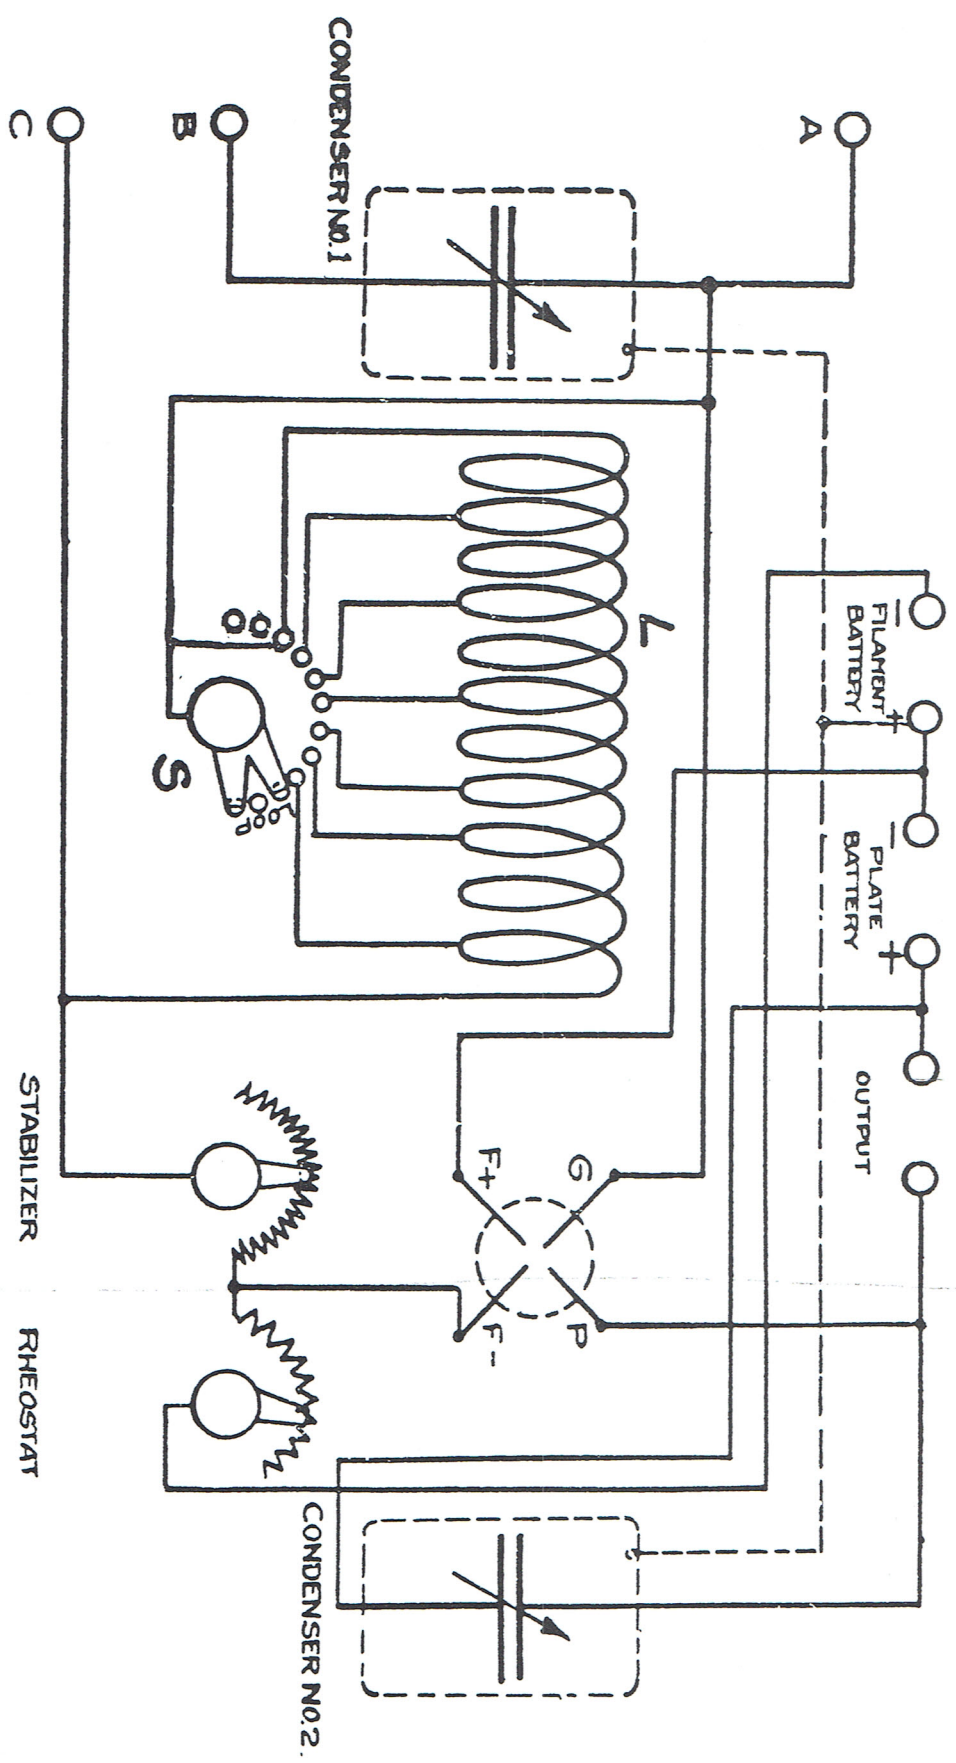 A
B
C
CONDENSER NO.1
L
S
−
FILAMENT
BATTERY
+
−
PLATE
BATTERY
+
OUTPUT
G
P
F+
F-
STABILIZER
RHEOSTAT
CONDENSER NO.2.